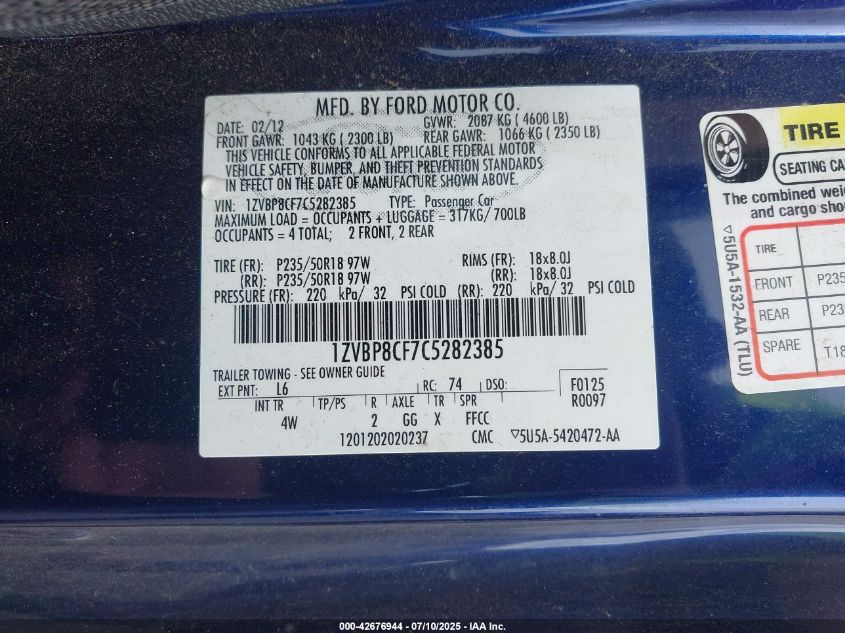 MFD. BY FORD MOTOR CO.
DATE: 02/12 GVWR: 2087 KG ( 4600 LB)
FRONT GAWR: 1043 KG ( 2300 LB) REAR GAWR: 1066 KG ( 2350 LB)
THIS VEHICLE CONFORMS TO ALL APPLICABLE FEDERAL MOTOR
VEHICLE SAFETY, BUMPER, AND THEFT PREVENTION STANDARDS
IN EFFECT ON THE DATE OF MANUFACTURE SHOWN ABOVE.
VIN: 1ZVBP8CF7C5282385 TYPE: Passenger Car
MAXIMUM LOAD = OCCUPANTS + LUGGAGE = 317KG/ 700LB
OCCUPANTS = 4 TOTAL; 2 FRONT, 2 REAR
TIRE (FR): P235/50R18 97W RIMS (FR): 18x8.0J
(RR): P235/50R18 97W (RR): 18x8.0J
PRESSURE (FR): 220 kPa/ 32 PSI COLD (RR): 220 kPa/ 32 PSI COLD
1ZVBP8CF7C5282385
TRAILER TOWING - SEE OWNER GUIDE
EXT PNT: L6 RC: 74 DSO: F0125
R0097
INT TR TP/PS R AXLE TR SPR
4W 2 GG X FFCC
1201202020237 CMC ▽5U5A-5420472-AA
TIRE
SEATING CA
The combined wei
and cargo sho
▽5U5A-1532-AA (TLU)
TIRE
FRONT P235
REAR P23
SPARE T18
000-42676944 - 07/10/2025 - IAA Inc.